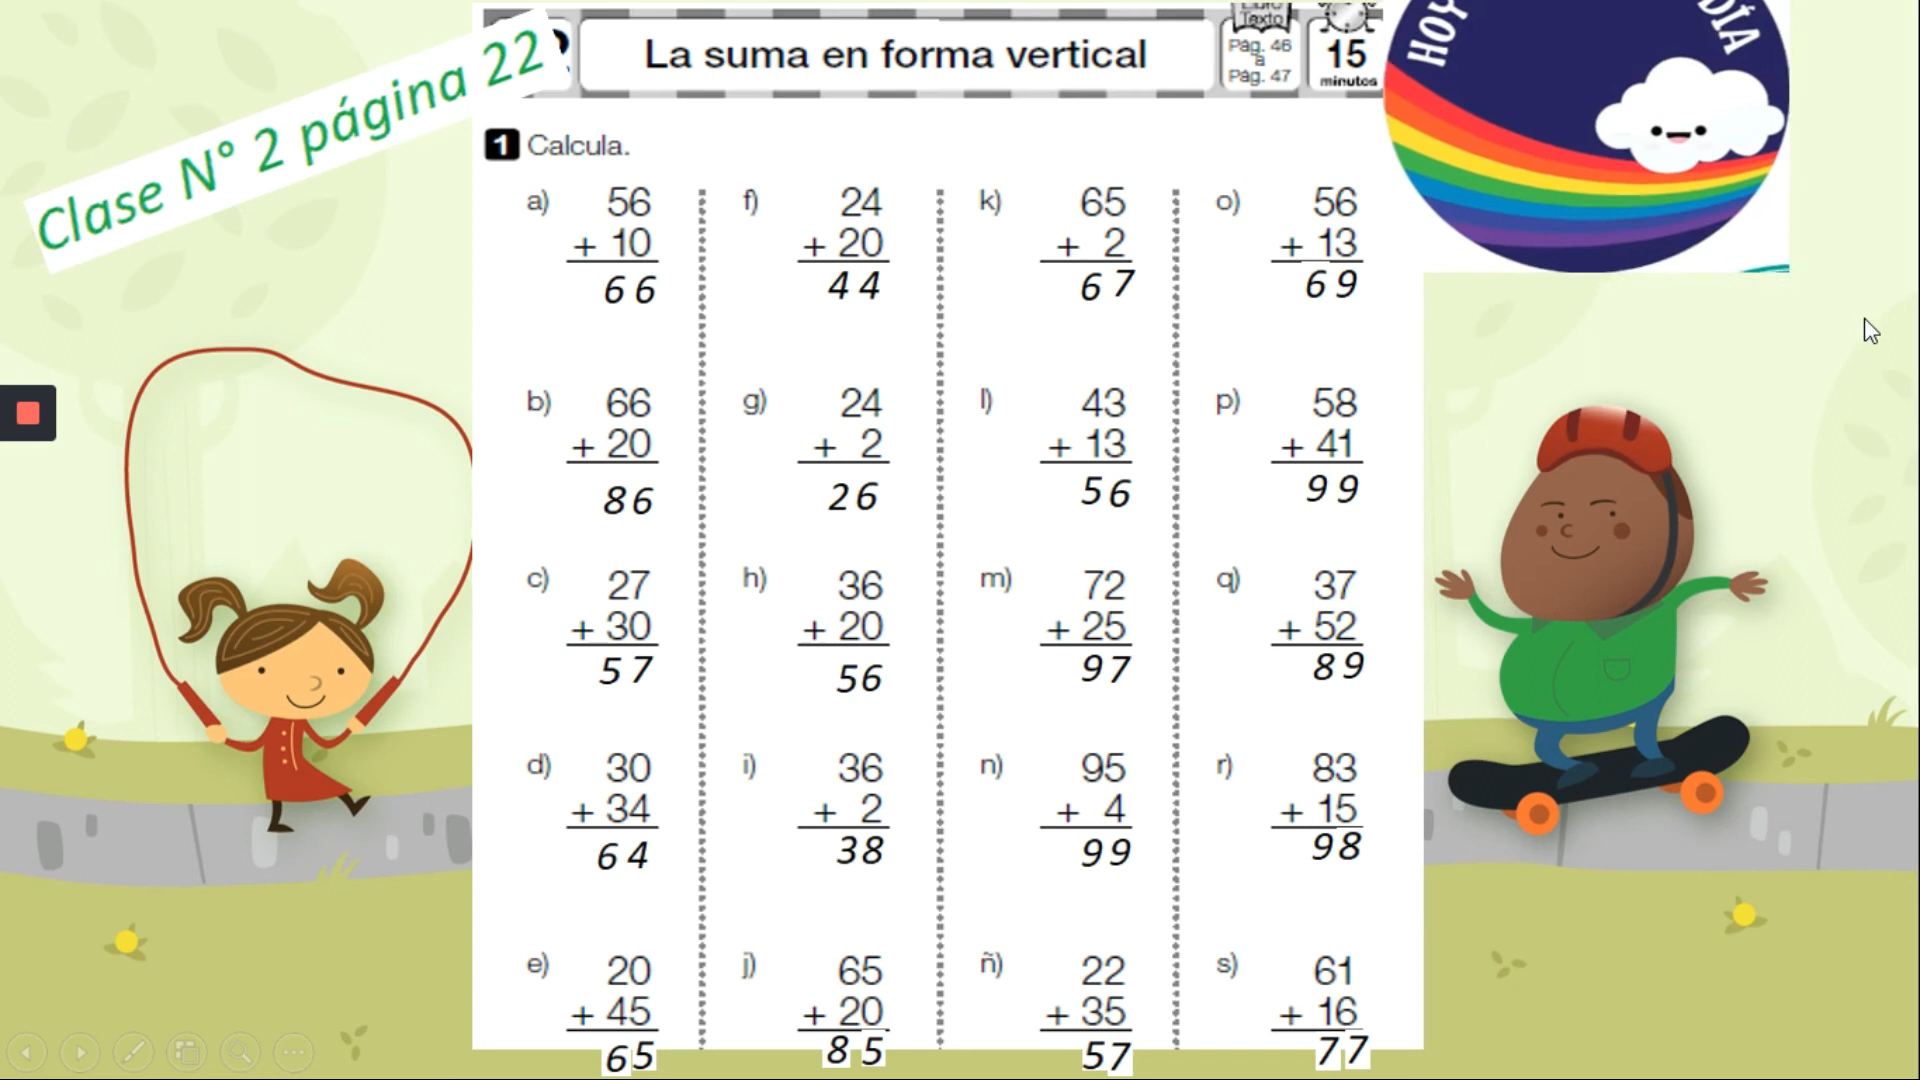 Clase N° 2 página 22
La suma en forma vertical
Libro
Texto
Pág. 46
a
Pág. 47
15
minutos
HOY
DÍA
1 Calcula.
a) 56
+ 10
66
b) 66
+ 20
86
c) 27
+ 30
57
d) 30
+ 34
64
e) 20
+ 45
65
f) 24
+ 20
44
g) 24
+ 2
26
h) 36
+ 20
56
i) 36
+ 2
38
j) 65
+ 20
85
k) 65
+ 2
67
l) 43
+ 13
56
m) 72
+ 25
97
n) 95
+ 4
99
ñ) 22
+ 35
57
o) 56
+ 13
69
p) 58
+ 41
99
q) 37
+ 52
89
r) 83
+ 15
98
s) 61
+ 16
77